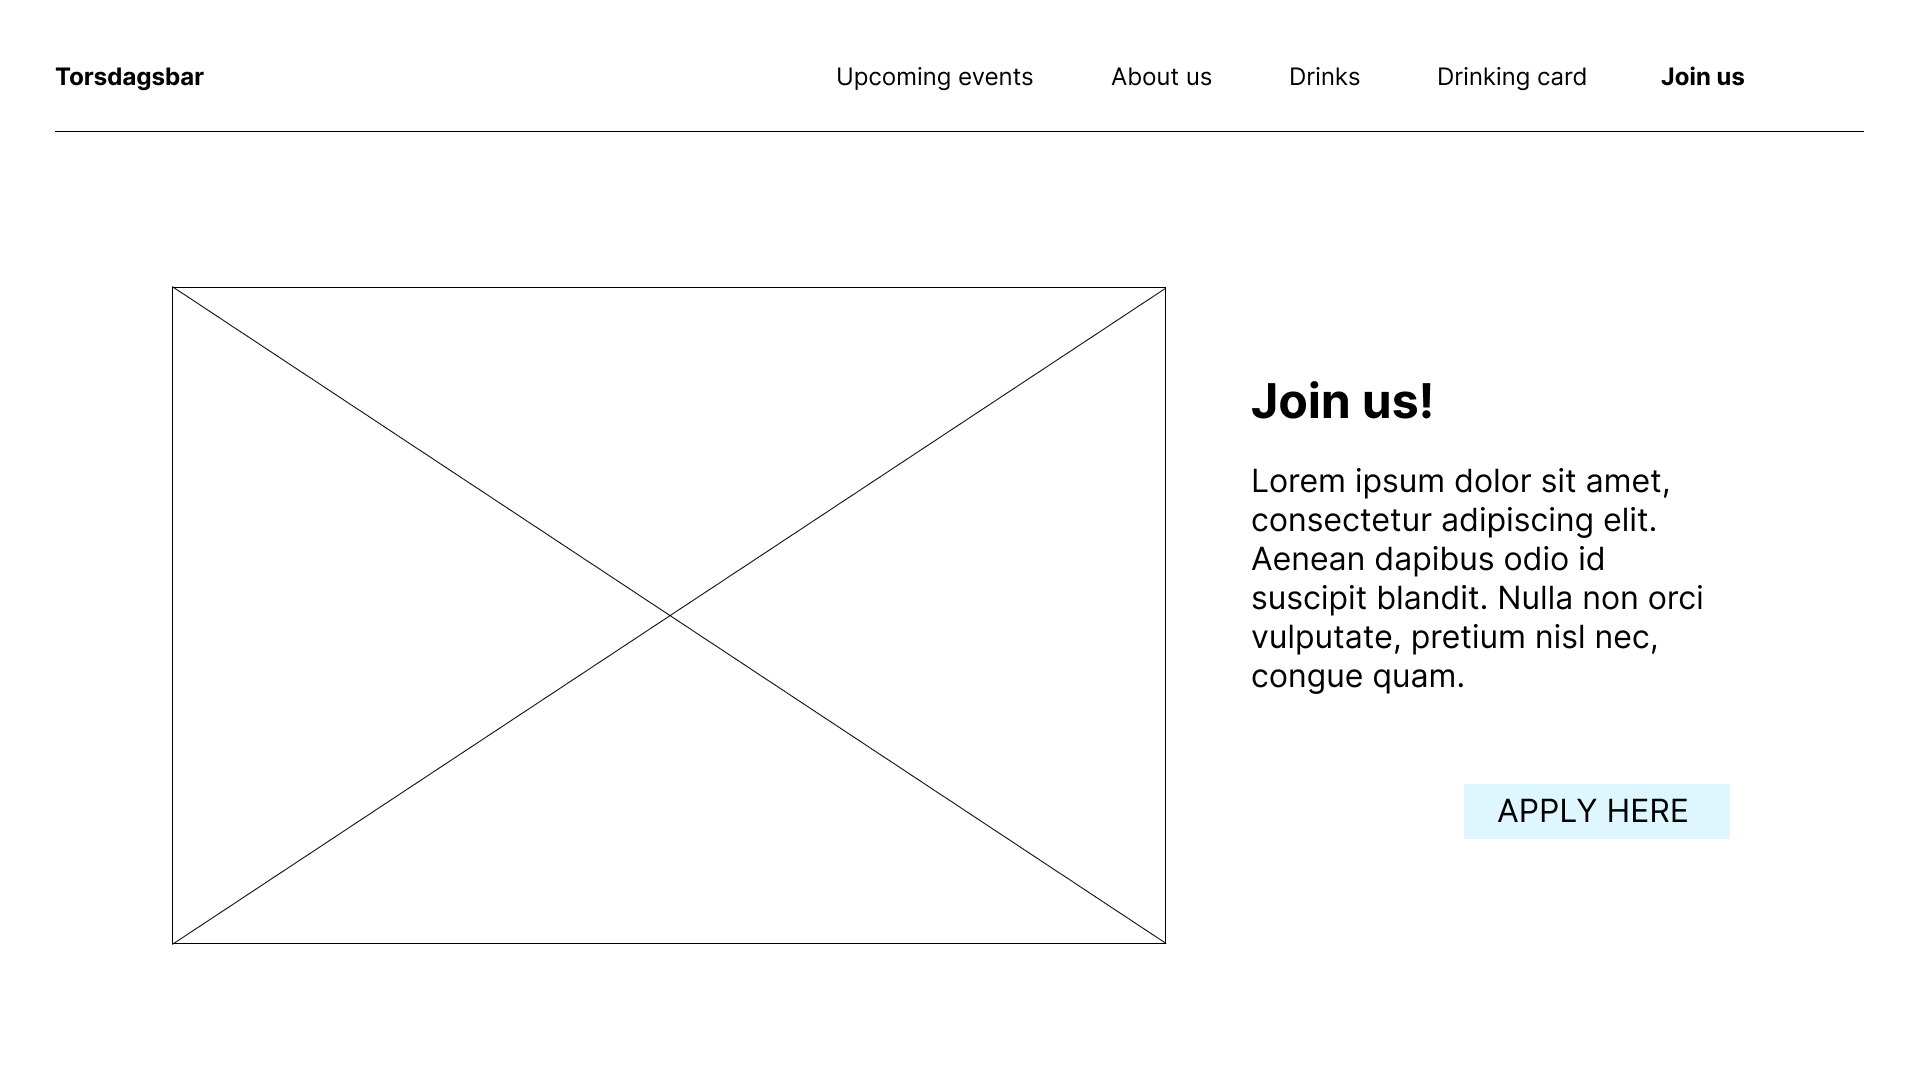 Torsdagsbar
Upcoming events
About us
Drinks
Drinking card
Join us
Join us!
Lorem ipsum dolor sit amet,
consectetur adipiscing elit.
Aenean dapibus odio id
suscipit blandit. Nulla non orci
vulputate, pretium nisl nec,
congue quam.
APPLY HERE